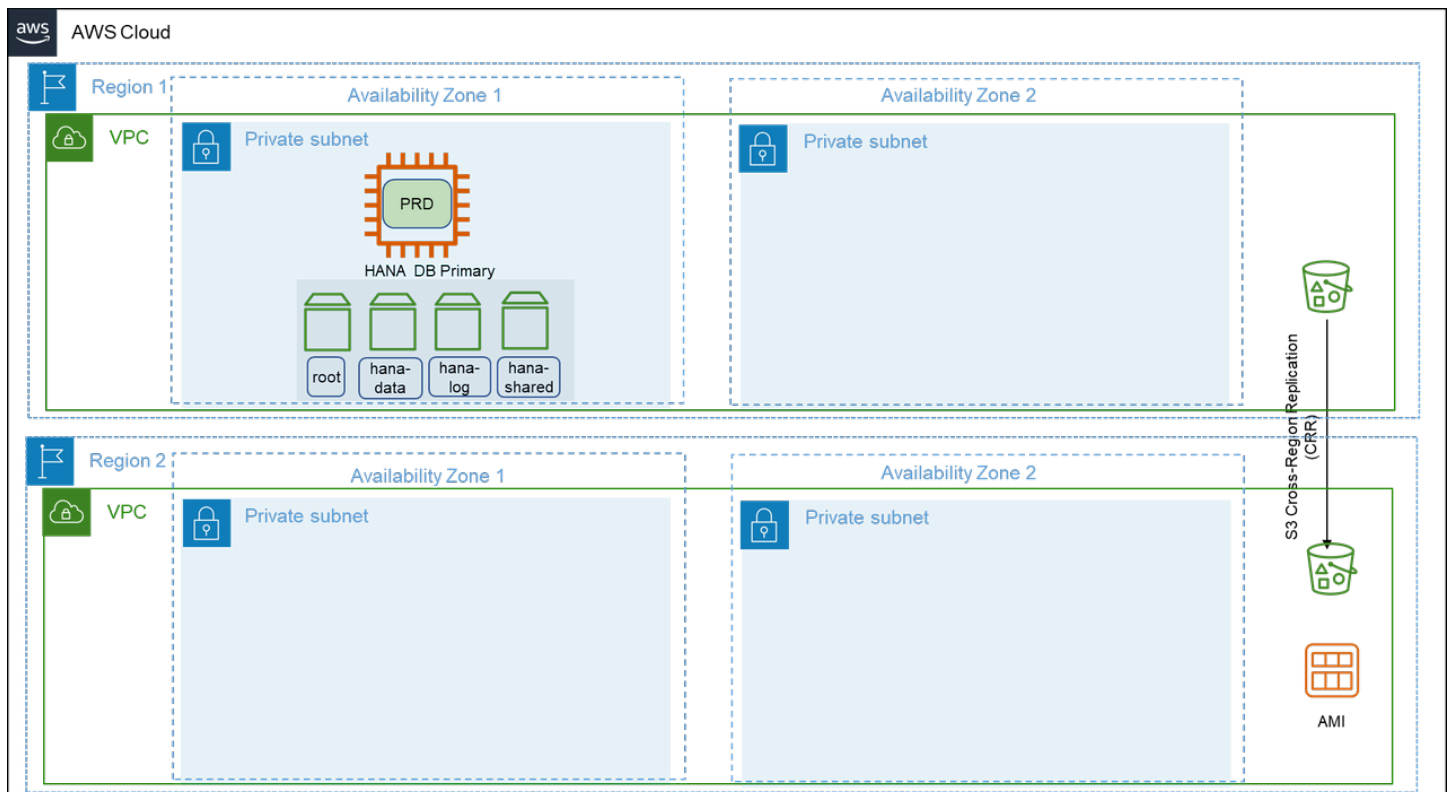 aws
AWS Cloud
Region 1
Availability Zone 1
Availability Zone 2
VPC
Private subnet
Private subnet
PRD
HANA DB Primary
root
hana-
data
hana-
log
hana-
shared
S3 Cross-Region Replication
(CRR)
Region 2
Availability Zone 1
Availability Zone 2
VPC
Private subnet
Private subnet
AMI